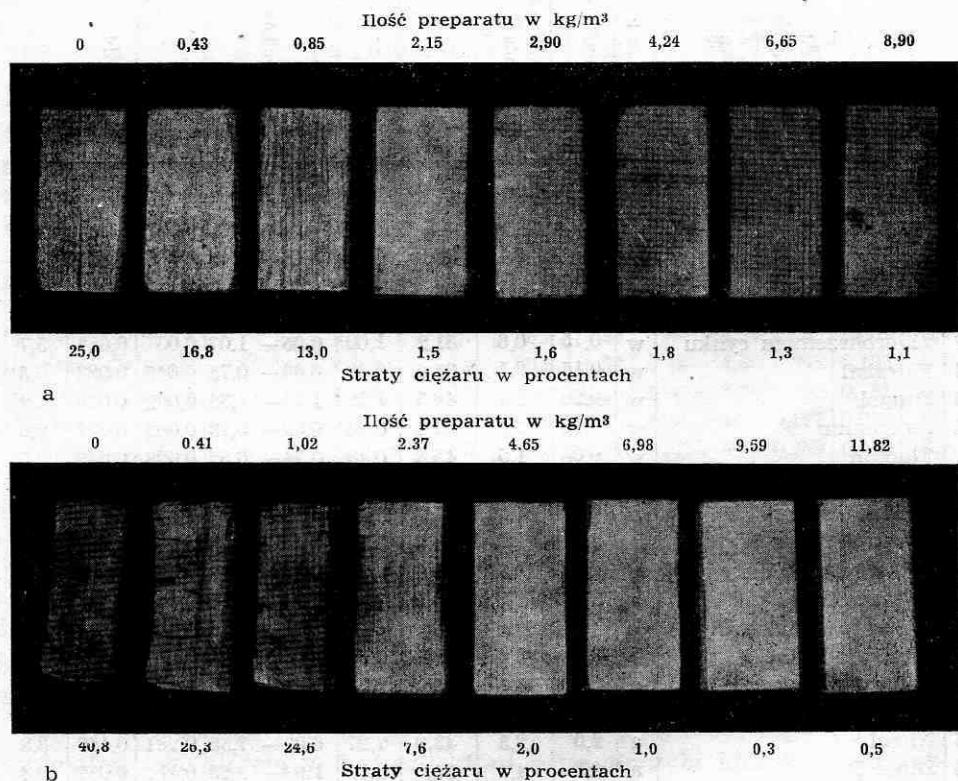 Ilość preparatu w kg/m³
0 0,43 0,85 2,15 2,90 4,24 6,65 8,90
25,0 16,8 13,0 1,5 1,6 1,8 1,3 1,1
Straty ciężaru w procentach
a
Ilość preparatu w kg/m³
0 0.41 1,02 2.37 4.65 6,98 9,59 11,82
40,8 26,3 24,6 7,6 2,0 1,0 0,3 0,5
Straty ciężaru w procentach
b